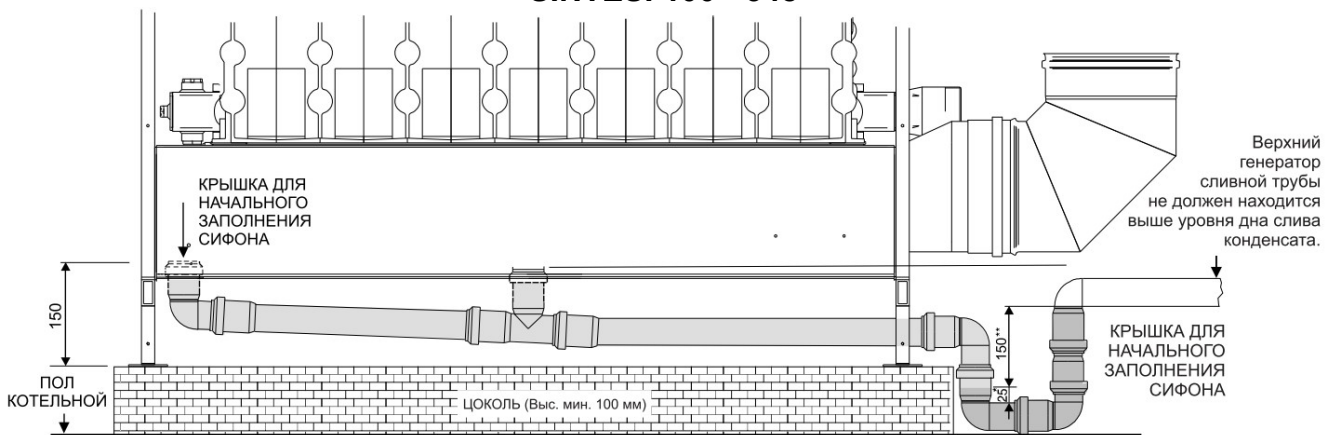 КРЫШКА ДЛЯ
НАЧАЛЬНОГО
ЗАПОЛНЕНИЯ
СИФОНА
Верхний
генератор
сливной трубы
не должен находится
выше уровня дна слива
конденсата.
150
150**
25*
КРЫШКА ДЛЯ
НАЧАЛЬНОГО
ЗАПОЛНЕНИЯ
СИФОНА
ПОЛ
КОТЕЛЬНОЙ
ЦОКОЛЬ (Выс. мин. 100 мм)